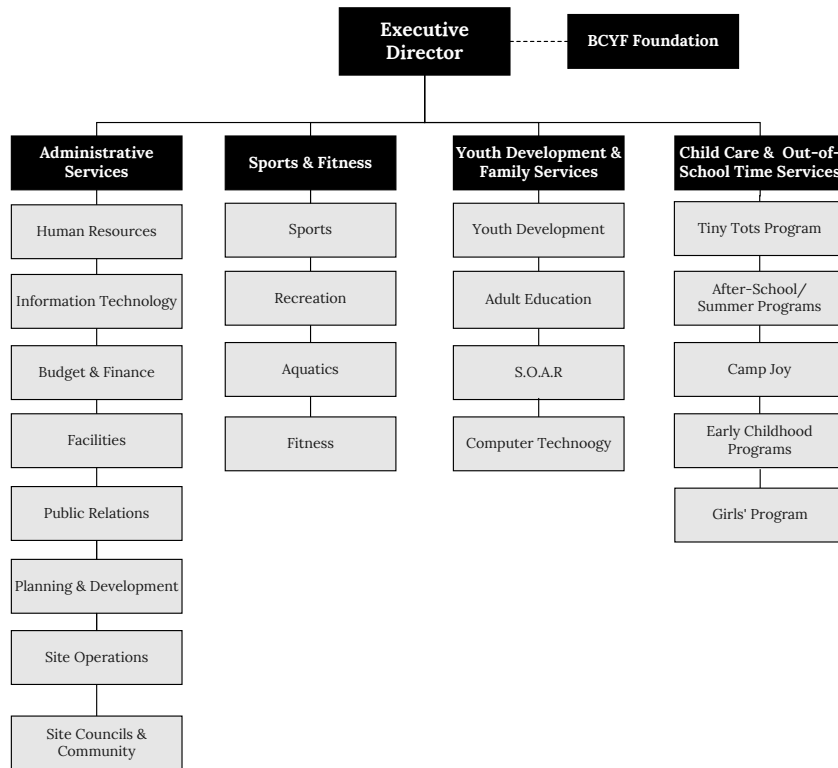 Executive
Director
BCYF Foundation
Administrative
Services
Sports & Fitness
Youth Development &
Family Services
Child Care & Out-of-
School Time Services
Human Resources
Information Technology
Budget & Finance
Facilities
Public Relations
Planning & Development
Site Operations
Site Councils &
Community
Sports
Recreation
Aquatics
Fitness
Youth Development
Adult Education
S.O.A.R
Computer Technoogy
Tiny Tots Program
After-School/
Summer Programs
Camp Joy
Early Childhood
Programs
Girls' Program